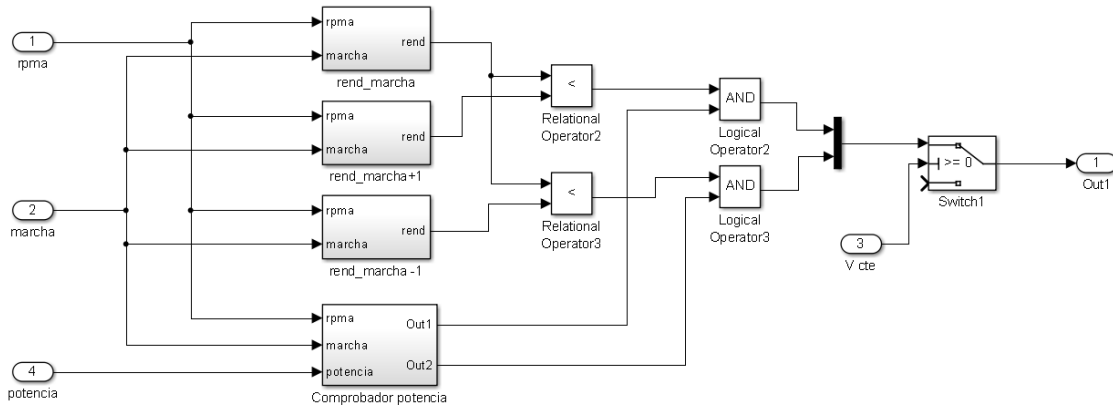 1
rpma
2
marcha
4
potencia
rpma
marcha
rend
rend_marcha
rpma
marcha
rend
rend_marcha+1
rpma
marcha
rend
rend_marcha -1
rpma
marcha
potencia
Out1
Out2
Comprobador potencia
<
Relational
Operator2
<
Relational
Operator3
AND
Logical
Operator2
AND
Logical
Operator3
3
V cte
>= 0
Switch1
1
Out1